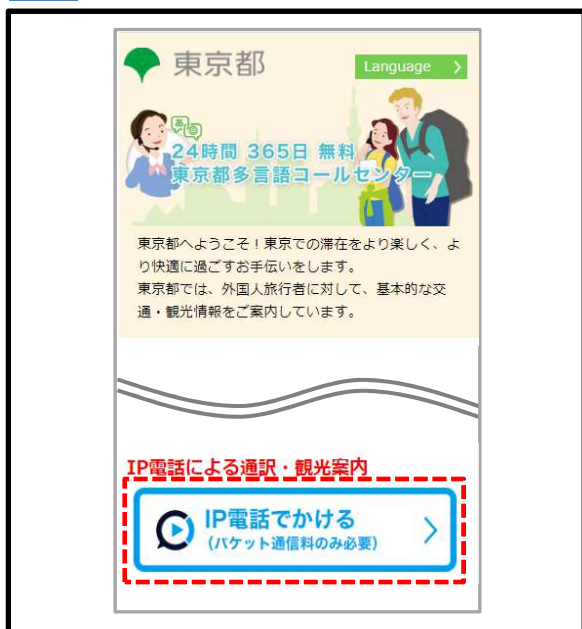 東京都
Language
24時間 365日 無料
東京都多言語コールセンター
東京都へようこそ！東京での滞在をより楽しく、よ
り快適に過ごすお手伝いをします。
東京都では、外国人旅行者に対して、基本的な交
通・観光情報をご案内しています。
IP電話による通訳・観光案内
IP電話でかける
(パケット通信料のみ必要)